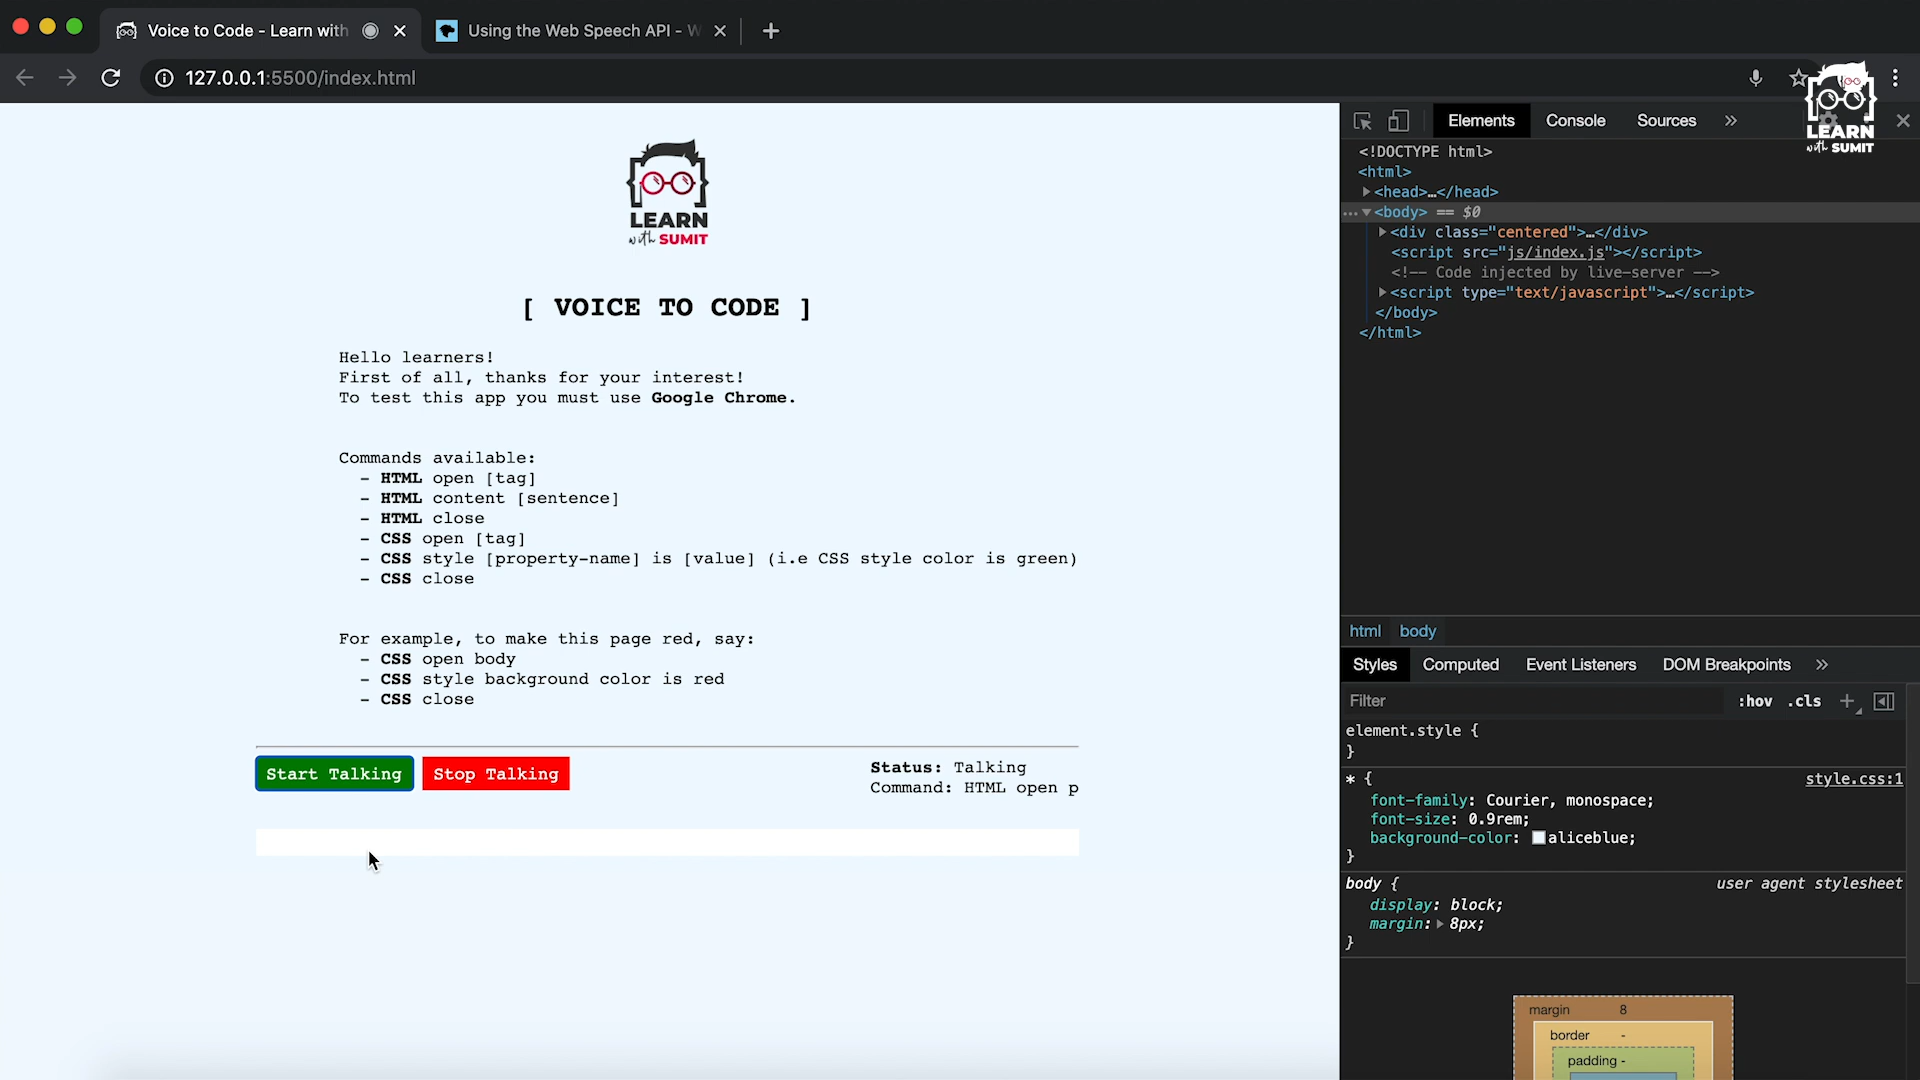 Voice to Code - Learn with
Using the Web Speech API - W
127.0.0.1:5500/index.html
LEARN
with SUMIT
Elements
Console
Sources
<!DOCTYPE html>
<html>
<head>…</head>
<body> == $0
<div class="centered">…</div>
<script src="js/index.js"></script>
<!-- Code injected by live-server -->
<script type="text/javascript">…</script>
</body>
</html>
LEARN
with SUMIT
[ VOICE TO CODE ]
Hello learners!
First of all, thanks for your interest!
To test this app you must use Google Chrome.
Commands available:
- HTML open [tag]
- HTML content [sentence]
- HTML close
- CSS open [tag]
- CSS style [property-name] is [value] (i.e CSS style color is green)
- CSS close
For example, to make this page red, say:
- CSS open body
- CSS style background color is red
- CSS close
Start Talking
Stop Talking
Status: Talking
Command: HTML open p
html body
Styles
Computed
Event Listeners
DOM Breakpoints
Filter
:hov .cls
element.style {
}
* {
style.css:1
font-family: Courier, monospace;
font-size: 0.9rem;
background-color: aliceblue;
}
body {
user agent stylesheet
display: block;
margin: 8px;
}
margin 8
border -
padding -